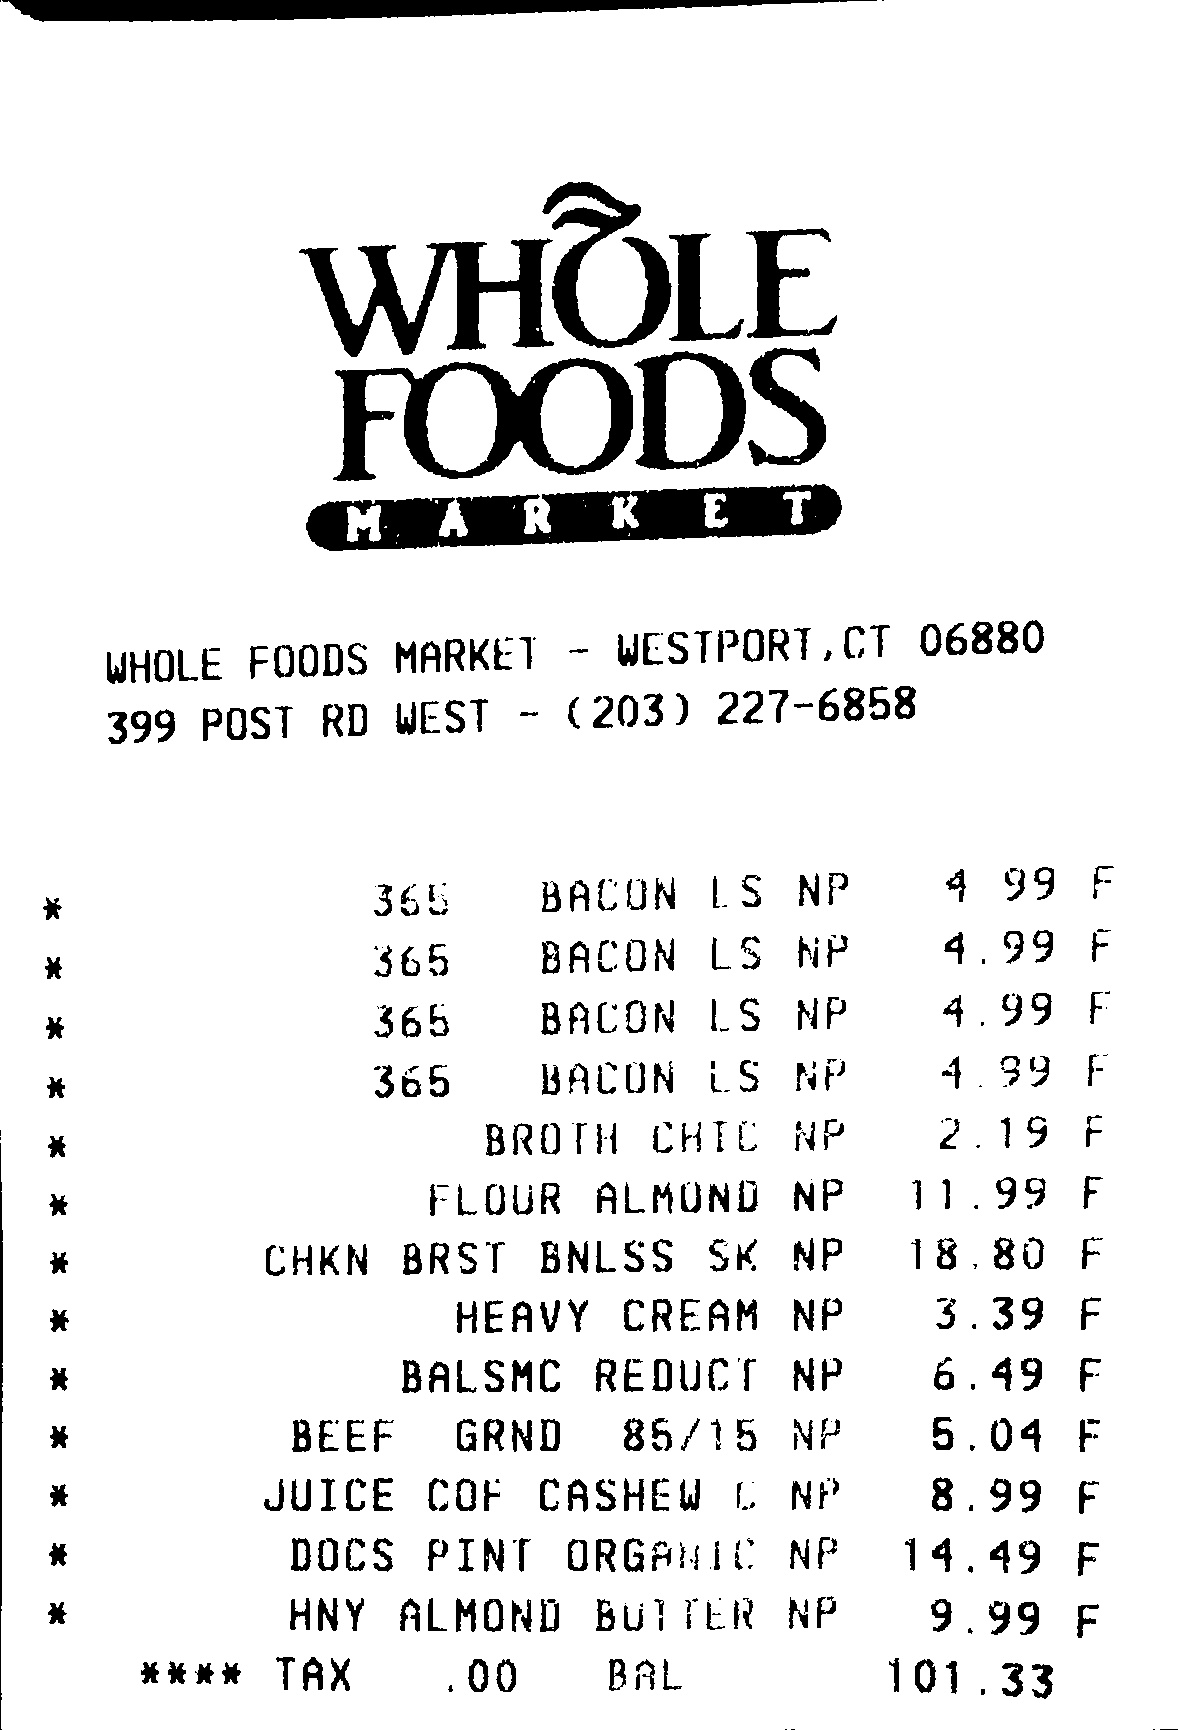 WHOLE
FOODS
MARKET
WHOLE FOODS MARKET - WESTPORT,CT 06880
399 POST RD WEST - (203) 227-6858
* 365 BACON LS NP 4 99 F
* 365 BACON LS NP 4.99 F
* 365 BACON LS NP 4.99 F
* 365 BACON LS NP 4.99 F
* BROTH CHIC NP 2.19 F
* FLOUR ALMOND NP 11.99 F
* CHKN BRST BNLSS SK NP 18.80 F
* HEAVY CREAM NP 3.39 F
* BALSMC REDUCT NP 6.49 F
* BEEF GRND 85/15 NP 5.04 F
* JUICE COF CASHEW C NP 8.99 F
* DOCS PINT ORGANIC NP 14.49 F
* HNY ALMOND BUTTER NP 9.99 F
**** TAX .00 BAL 101.33